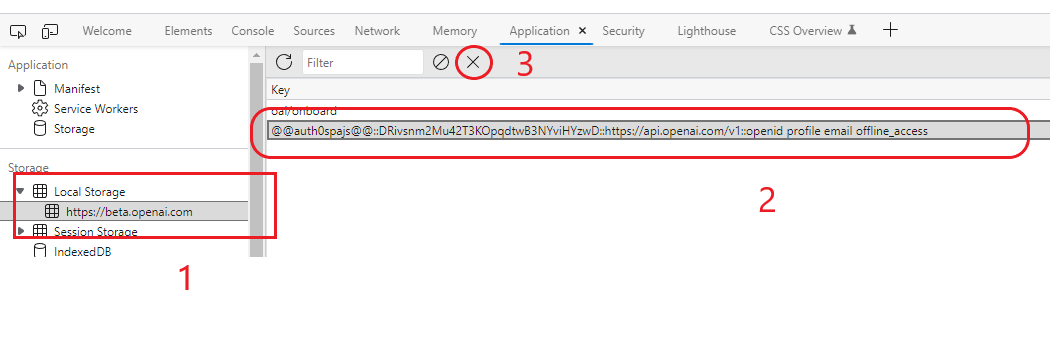 Welcome Elements Console Sources Network Memory Application Security Lighthouse CSS Overview
Application
Manifest
Service Workers
Storage
Storage
Local Storage
https://beta.openai.com
Session Storage
IndexedDB
1
Filter
3
Key
oai/onboard
@@auth0spajs@@::DRivsnm2Mu42T3KOpqdtwB3NYviHYzwD::https://api.openai.com/v1::openid profile email offline_access
2